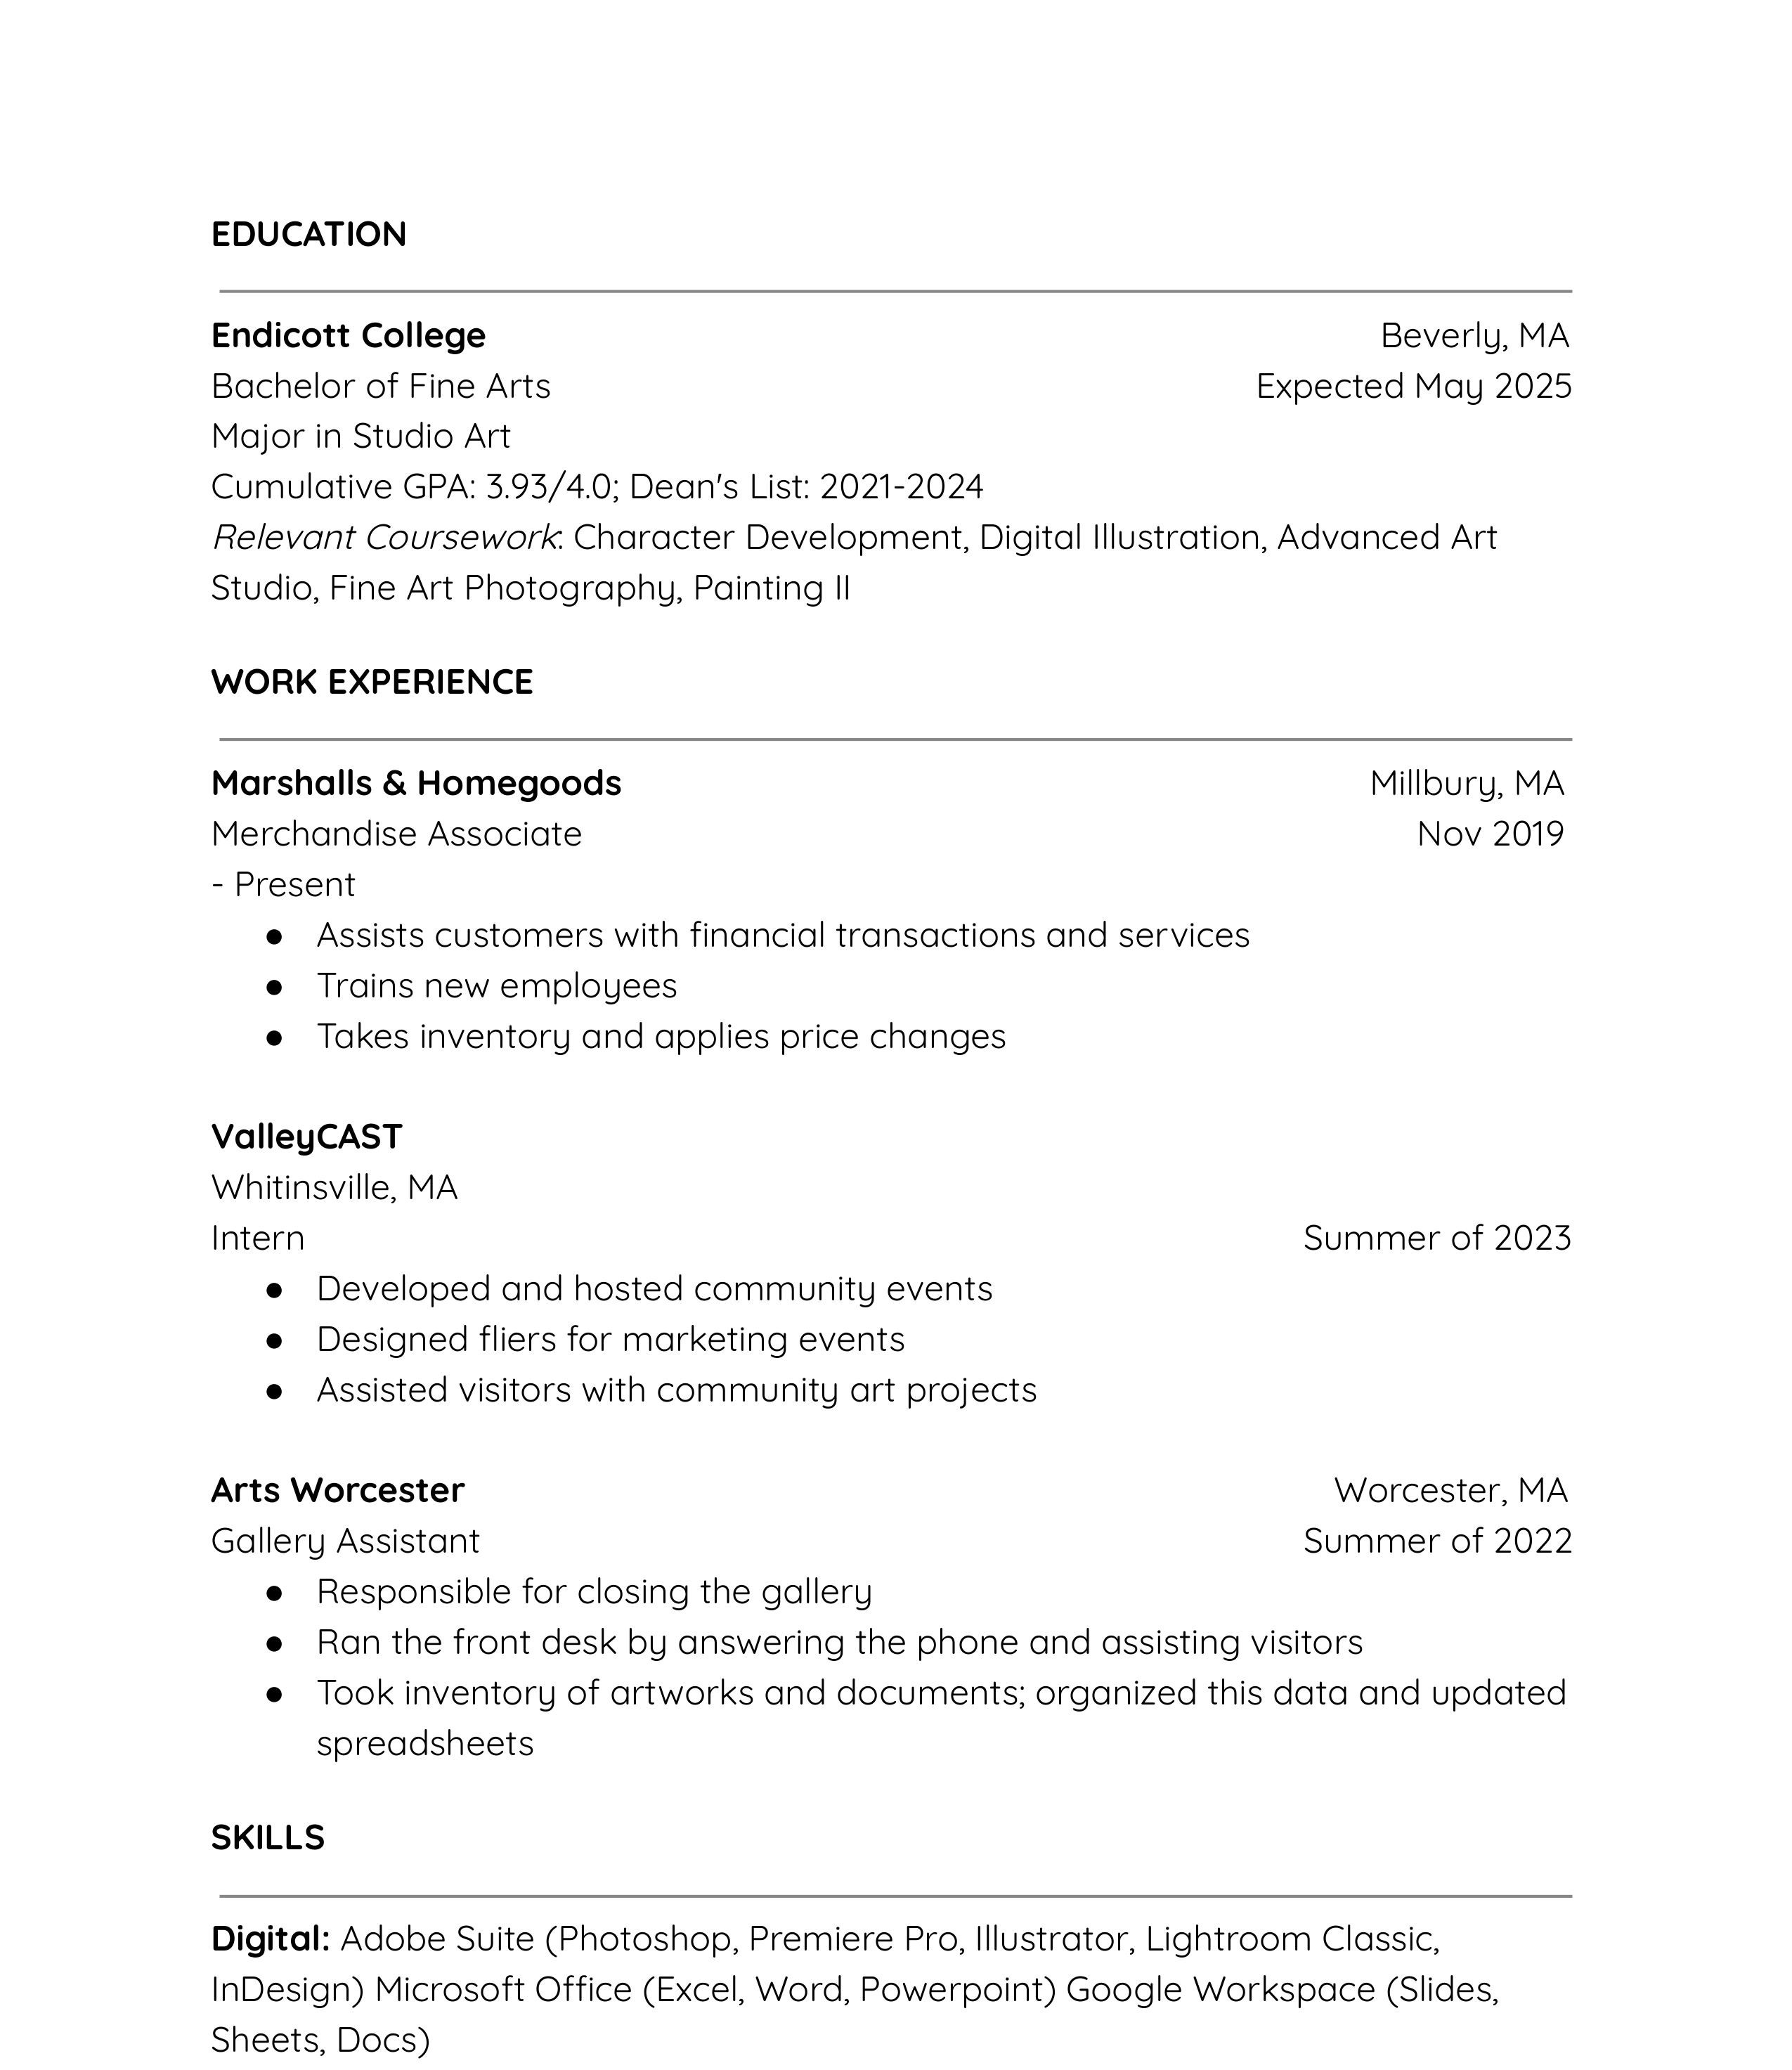 EDUCATION
Endicott College Beverly, MA
Bachelor of Fine Arts Expected May 2025
Major in Studio Art
Cumulative GPA: 3.93/4.0; Dean's List: 2021-2024
Relevant Coursework: Character Development, Digital Illustration, Advanced Art
Studio, Fine Art Photography, Painting II
WORK EXPERIENCE
Marshalls & Homegoods Millbury, MA
Merchandise Associate Nov 2019
- Present
● Assists customers with financial transactions and services
● Trains new employees
● Takes inventory and applies price changes
ValleyCAST
Whitinsville, MA
Intern Summer of 2023
● Developed and hosted community events
● Designed fliers for marketing events
● Assisted visitors with community art projects
Arts Worcester Worcester, MA
Gallery Assistant Summer of 2022
● Responsible for closing the gallery
● Ran the front desk by answering the phone and assisting visitors
● Took inventory of artworks and documents; organized this data and updated
spreadsheets
SKILLS
Digital: Adobe Suite (Photoshop, Premiere Pro, Illustrator, Lightroom Classic,
InDesign) Microsoft Office (Excel, Word, Powerpoint) Google Workspace (Slides,
Sheets, Docs)